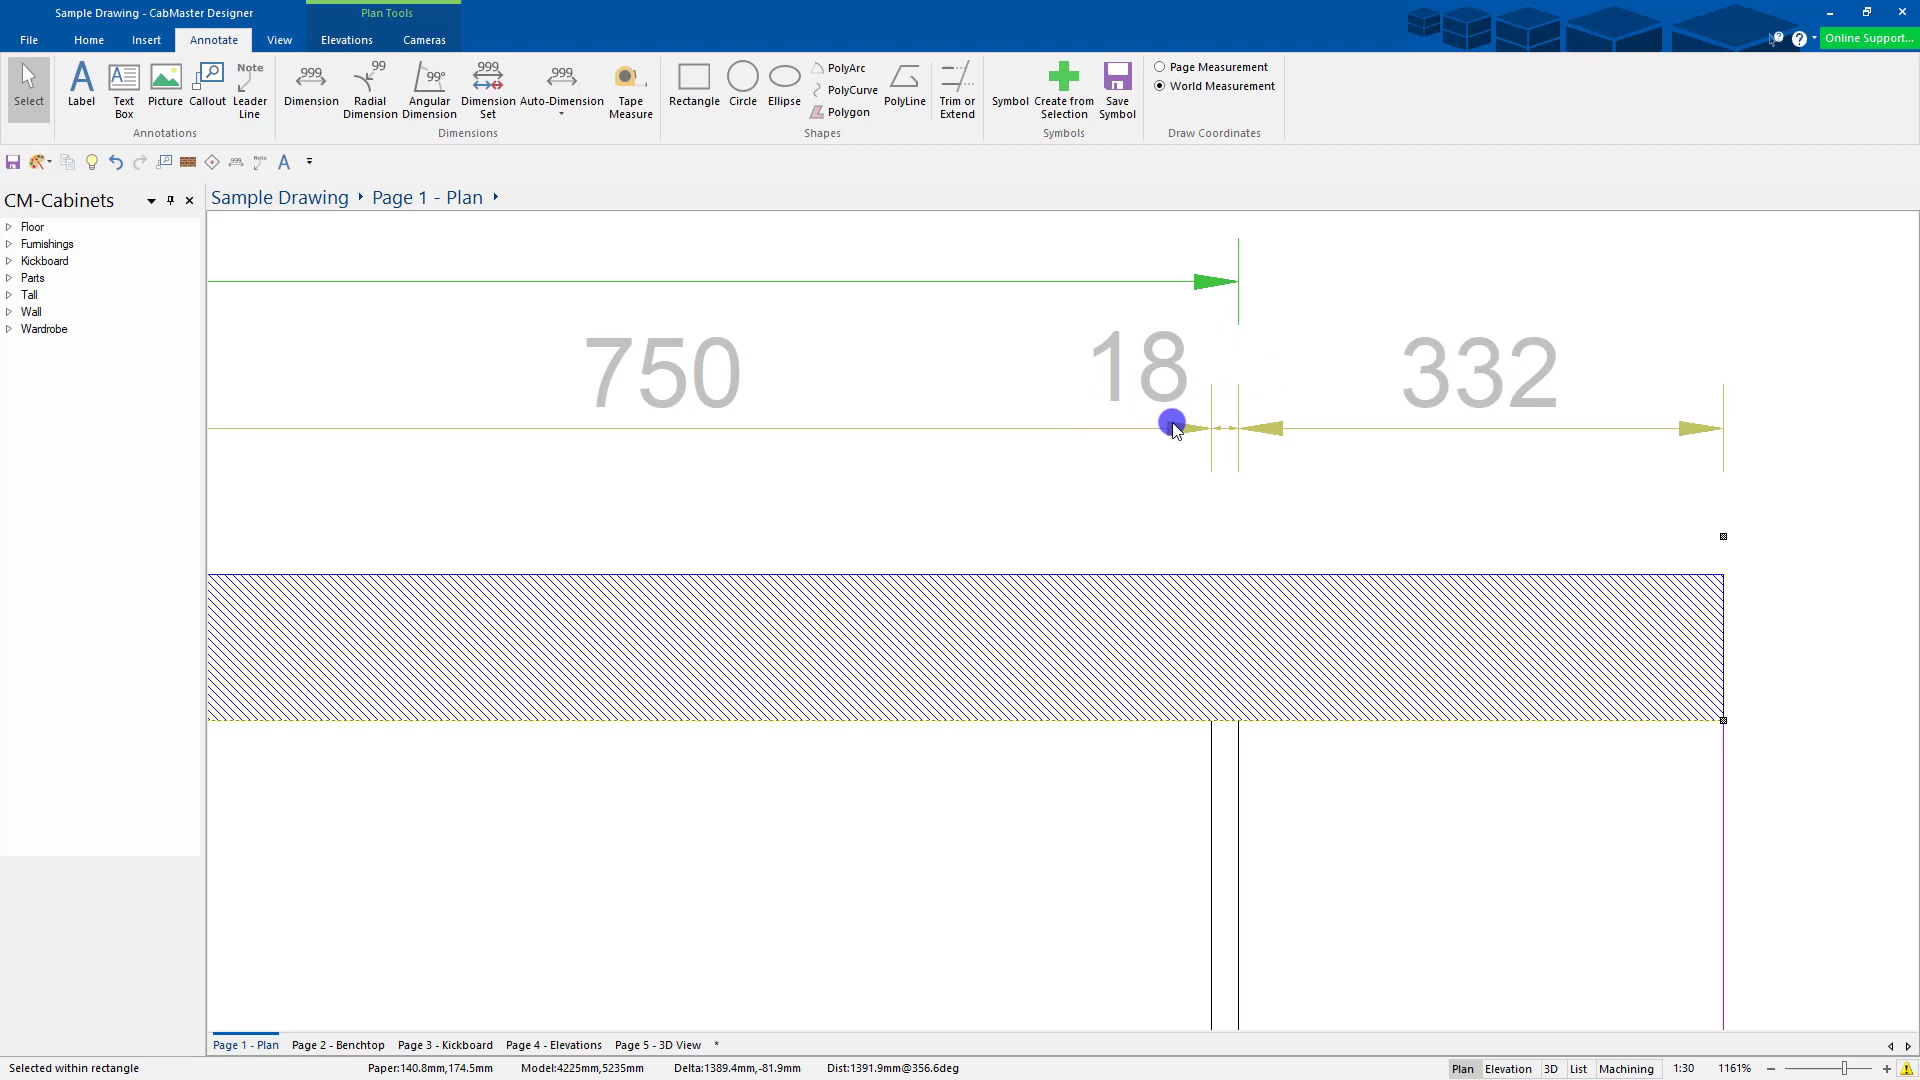 Sample Drawing - CabMaster Designer
Plan Tools
File Home Insert Annotate View Elevations Cameras
Online Support...
Select
Label
Text Box
Picture
Callout
Note
Leader Line
Annotations
999
Dimension
99
Radial Dimension
99°
Angular Dimension
999
Dimension Set
999
Auto-Dimension
Tape Measure
Dimensions
Rectangle
Circle
Ellipse
PolyArc
PolyCurve
Polygon
PolyLine
Trim or Extend
Shapes
Symbol
Create from Selection
Save Symbol
Symbols
Page Measurement
World Measurement
Draw Coordinates
CM-Cabinets
Floor
Furnishings
Kickboard
Parts
Tall
Wall
Wardrobe
Sample Drawing Page 1 - Plan
750 18 332
Page 1 - Plan Page 2 - Benchtop Page 3 - Kickboard Page 4 - Elevations Page 5 - 3D View *
Selected within rectangle Paper:140.8mm,174.5mm Model:4225mm,5235mm Delta:1389.4mm,-81.9mm Dist:1391.9mm@356.6deg Plan Elevation 3D List Machining 1:30 1161%